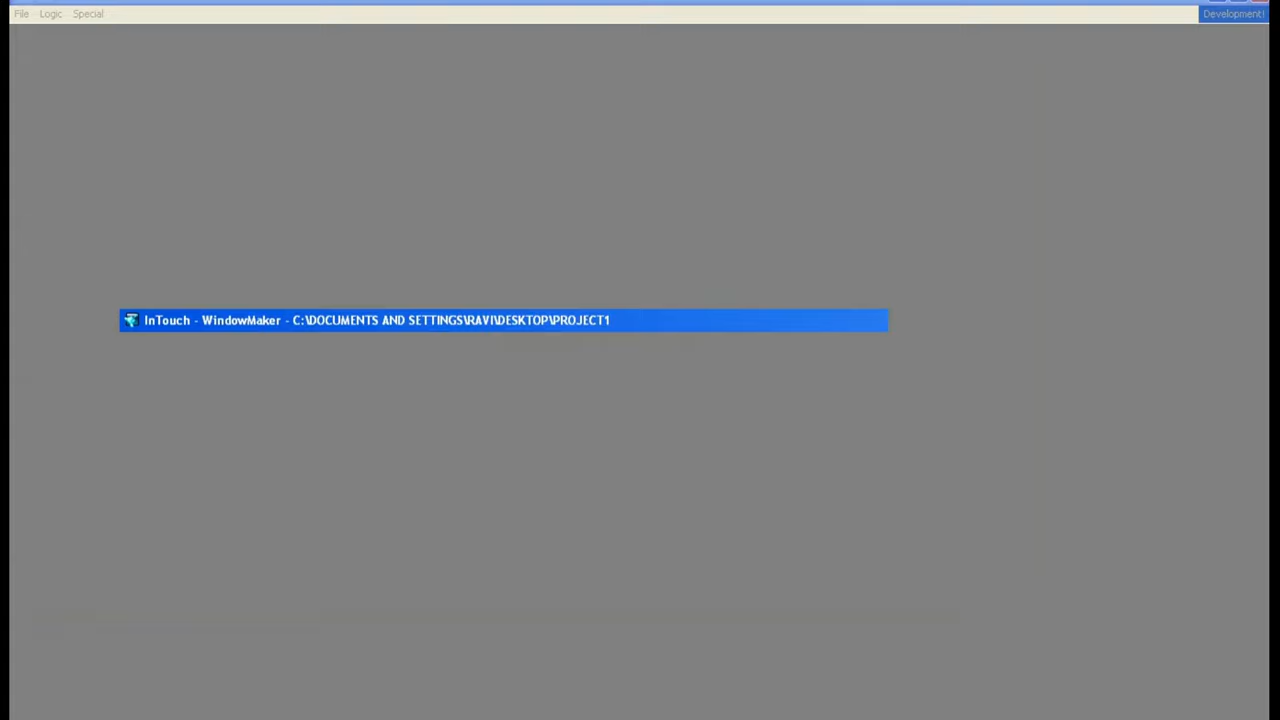 File Logic Special Development!
InTouch - WindowMaker - C:\DOCUMENTS AND SETTINGS\RAVI\DESKTOP\PROJECT1